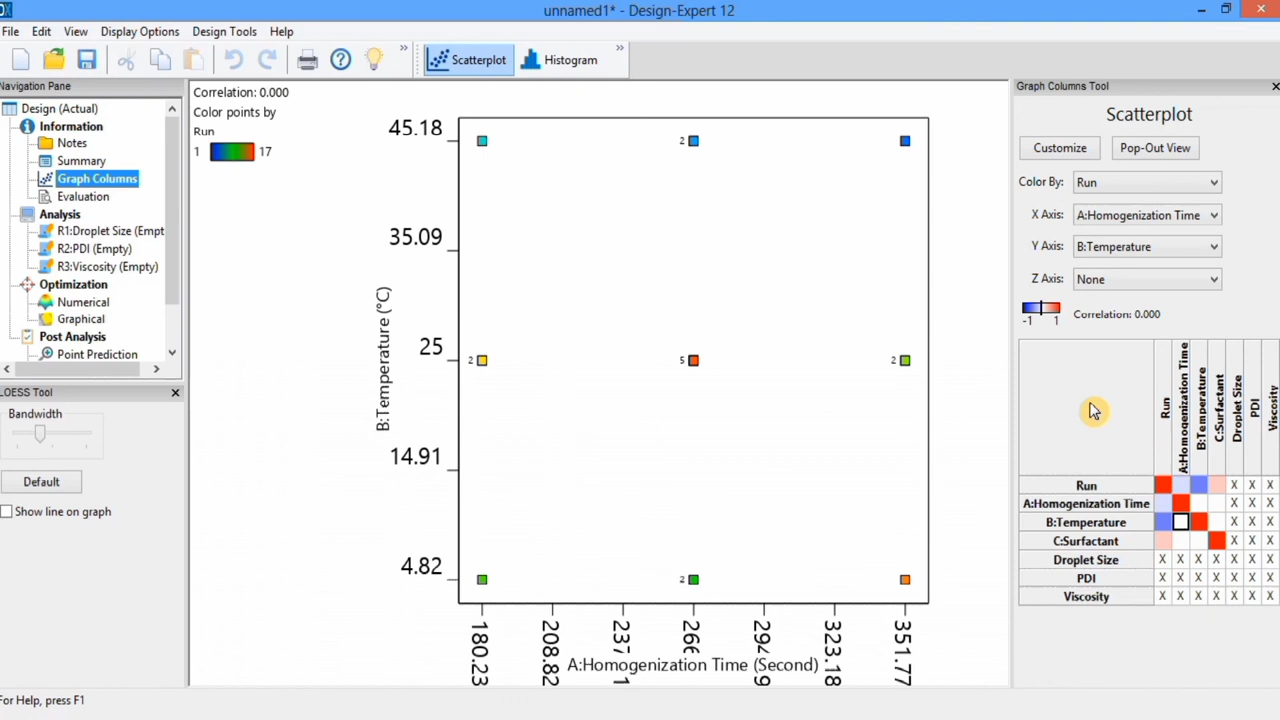 unnamed1* - Design-Expert 12
File Edit View Display Options Design Tools Help
» Scatterplot Histogram »
Navigation Pane
Design (Actual)
Information
Notes
Summary
Graph Columns
Evaluation
Analysis
R1:Droplet Size (Empt
R2:PDI (Empty)
R3:Viscosity (Empty)
Optimization
Numerical
Graphical
Post Analysis
Point Prediction
LOESS Tool
Bandwidth
Default
Show line on graph
For Help, press F1
Correlation: 0.000
Color points by
Run
1 17
45.18
35.09
25
14.91
4.82
B:Temperature (°C)
2
2 5 2
2
180.23 208.82 351.77 323.18
A:Homogenization Time (Second)
Graph Columns Tool
Scatterplot
Customize Pop-Out View
Color By: Run
X Axis: A:Homogenization Time
Y Axis: B:Temperature
Z Axis: None
-1 1 Correlation: 0.000
Run A:Homogenization Time B:Temperature C:Surfactant Droplet Size PDI Viscosity
Run X X X
A:Homogenization Time X X X
B:Temperature X X X
C:Surfactant X X X
Droplet Size X X X X X X X
PDI X X X X X X X
Viscosity X X X X X X X